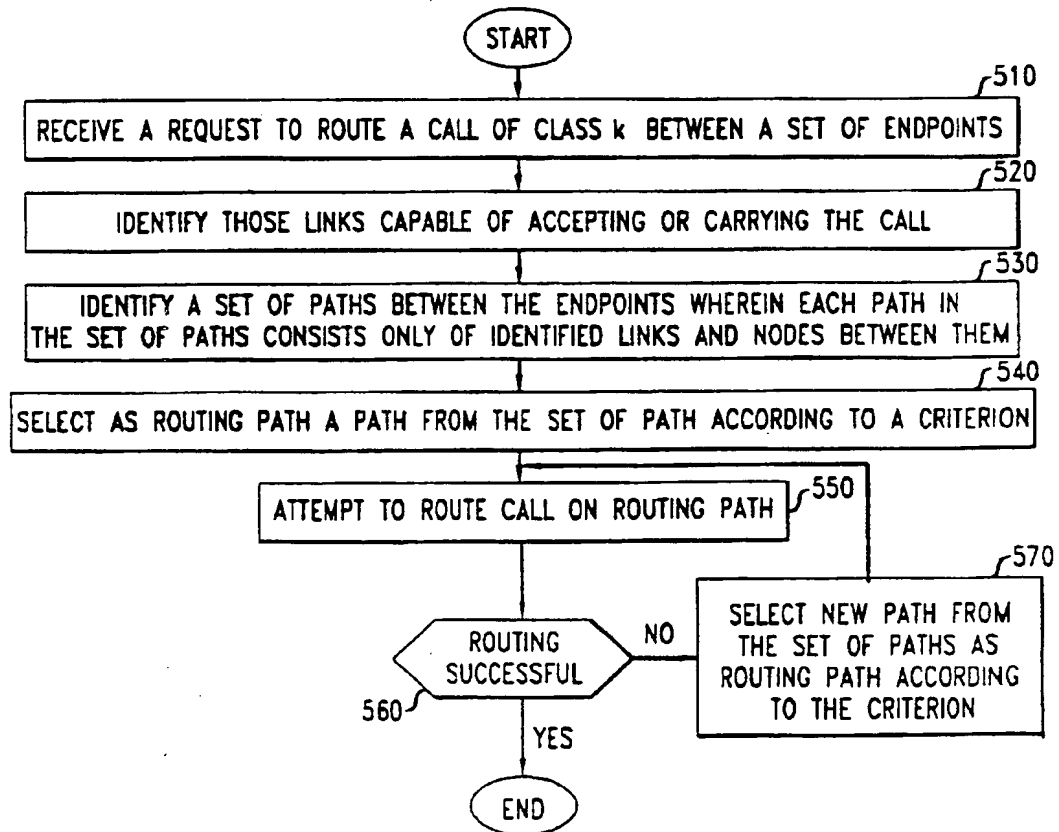 START
510
RECEIVE A REQUEST TO ROUTE A CALL OF CLASS k BETWEEN A SET OF ENDPOINTS
520
IDENTIFY THOSE LINKS CAPABLE OF ACCEPTING OR CARRYING THE CALL
530
IDENTIFY A SET OF PATHS BETWEEN THE ENDPOINTS WHEREIN EACH PATH IN
THE SET OF PATHS CONSISTS ONLY OF IDENTIFIED LINKS AND NODES BETWEEN THEM
540
SELECT AS ROUTING PATH A PATH FROM THE SET OF PATH ACCORDING TO A CRITERION
550
ATTEMPT TO ROUTE CALL ON ROUTING PATH
560
ROUTING
SUCCESSFUL
NO
570
SELECT NEW PATH FROM
THE SET OF PATHS AS
ROUTING PATH ACCORDING
TO THE CRITERION
YES
END